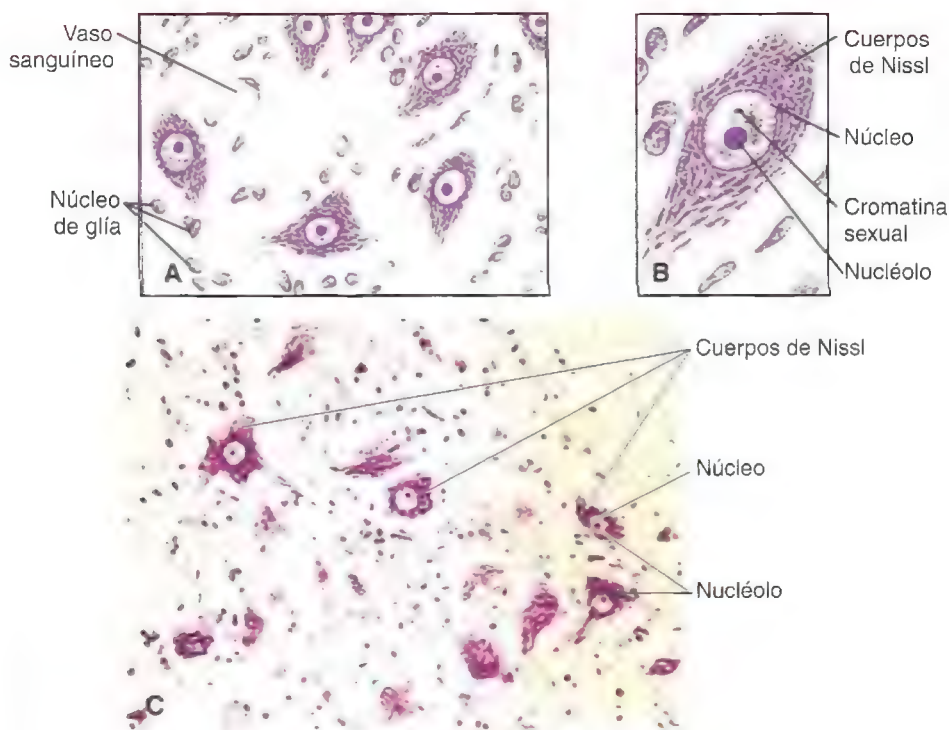 Vaso
sanguíneo
Núcleo
de glía
A
Cuerpos
de Nissl
Núcleo
Cromatina
sexual
Nucléolo
B
Cuerpos de Nissl
Núcleo
Nucléolo
C